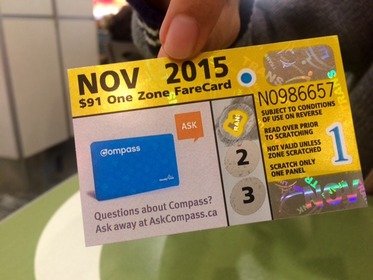 NOV 2015
$91 One Zone FareCard
ASK
Compass
Questions about Compass?
Ask away at AskCompass.ca
2
3
N0986657
SUBJECT TO CONDITIONS
OF USE ON REVERSE
READ OVER PRIOR
TO SCRATCHING
NOT VALID UNLESS
ZONE SCRATCHED
SCRATCH ONLY
ONE PANEL
1